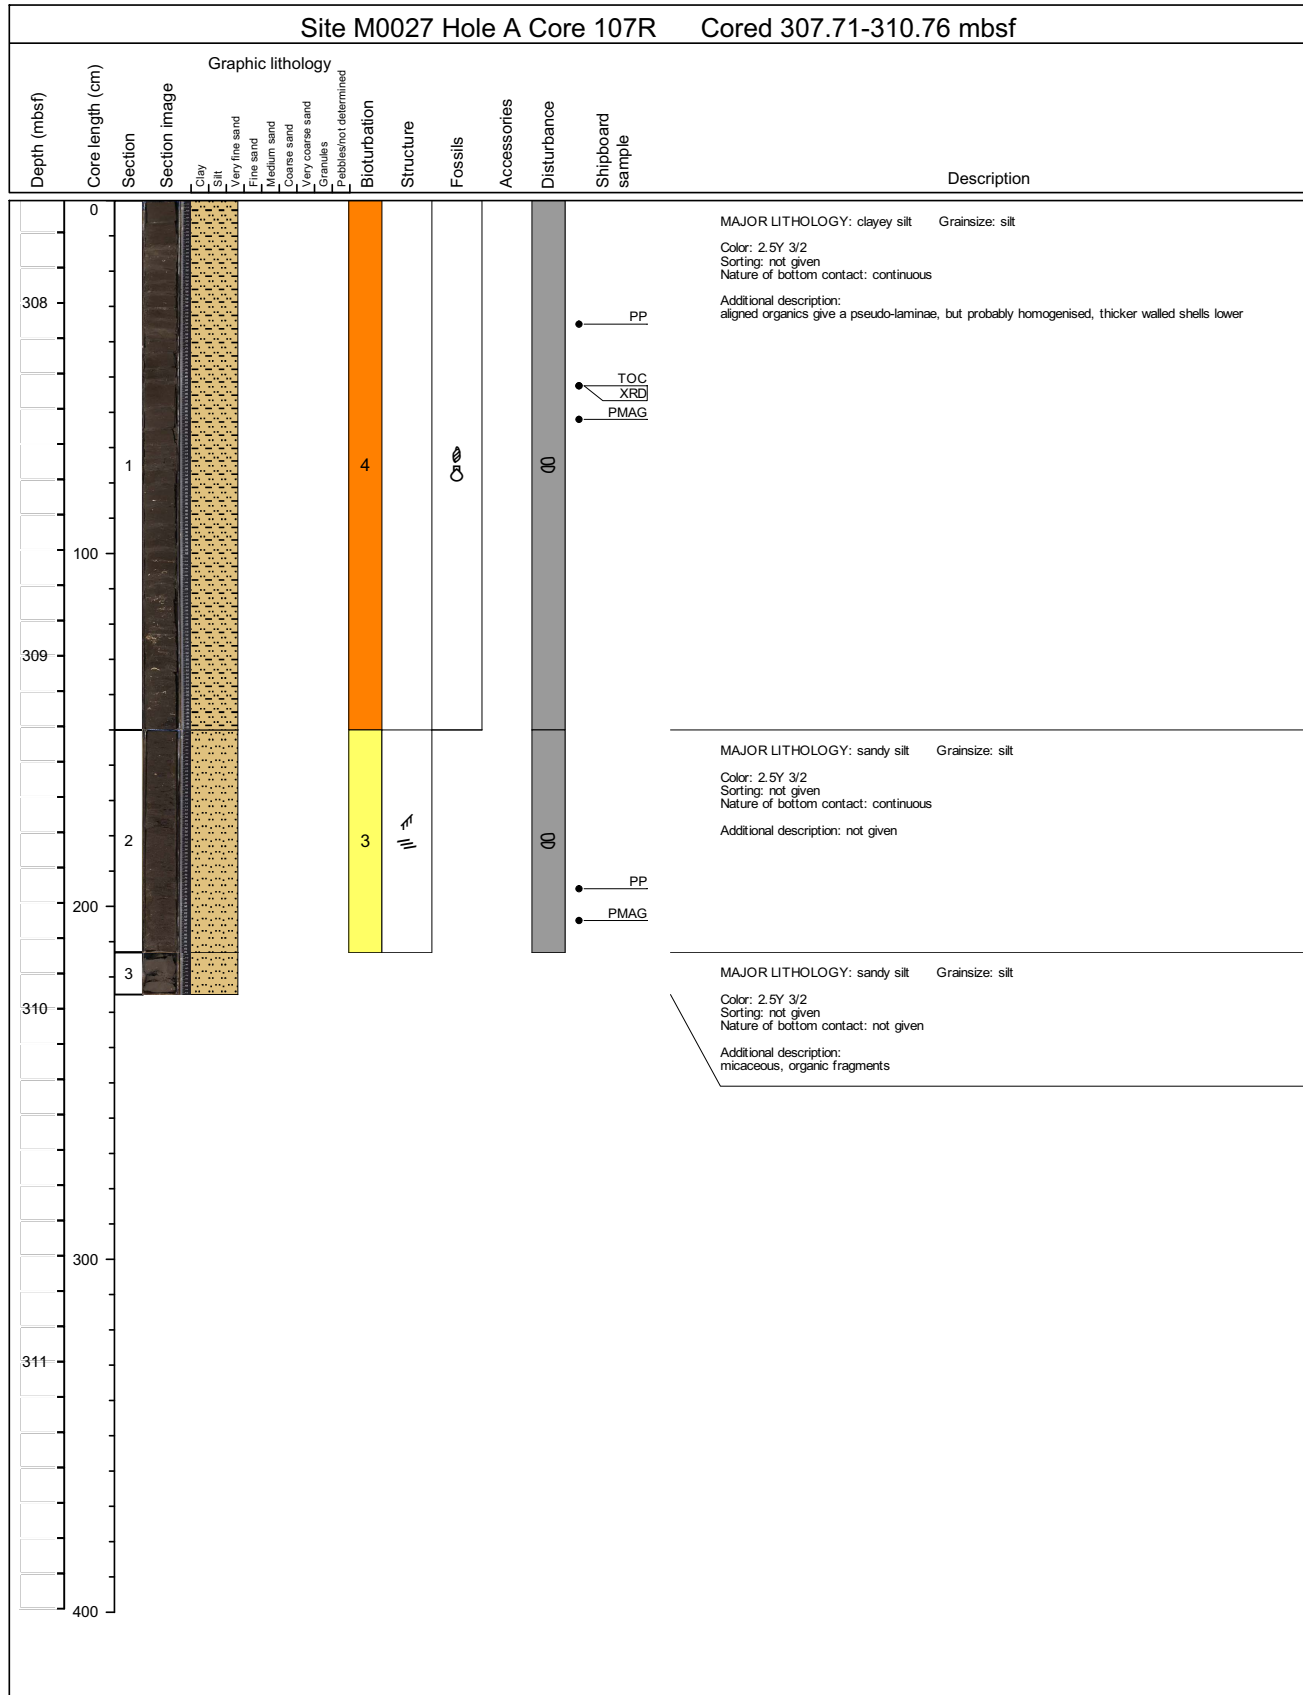 Site M0027 Hole A Core 107R Cored 307.71-310.76 mbsf
Depth (mbsf)
Core length (cm)
Section
Section image
Graphic lithology
Clay
Silt
Very fine sand
Fine sand
Medium sand
Coarse sand
Very coarse sand
Granules
Pebbles/not determined
Bioturbation
Structure
Fossils
Accessories
Disturbance
Shipboard
sample
Description
0
MAJOR LITHOLOGY: clayey silt Grainsize: silt
Color: 2.5Y 3/2
Sorting: not given
Nature of bottom contact: continuous
308
Additional description:
aligned organics give a pseudo-laminae, but probably homogenised, thicker walled shells lower
PP
TOC
XRD
PMAG
1
4
100
309
MAJOR LITHOLOGY: sandy silt Grainsize: silt
Color: 2.5Y 3/2
Sorting: not given
Nature of bottom contact: continuous
Additional description: not given
2
3
PP
200
PMAG
3
MAJOR LITHOLOGY: sandy silt Grainsize: silt
Color: 2.5Y 3/2
Sorting: not given
Nature of bottom contact: not given
310
Additional description:
micaceous, organic fragments
300
311
400